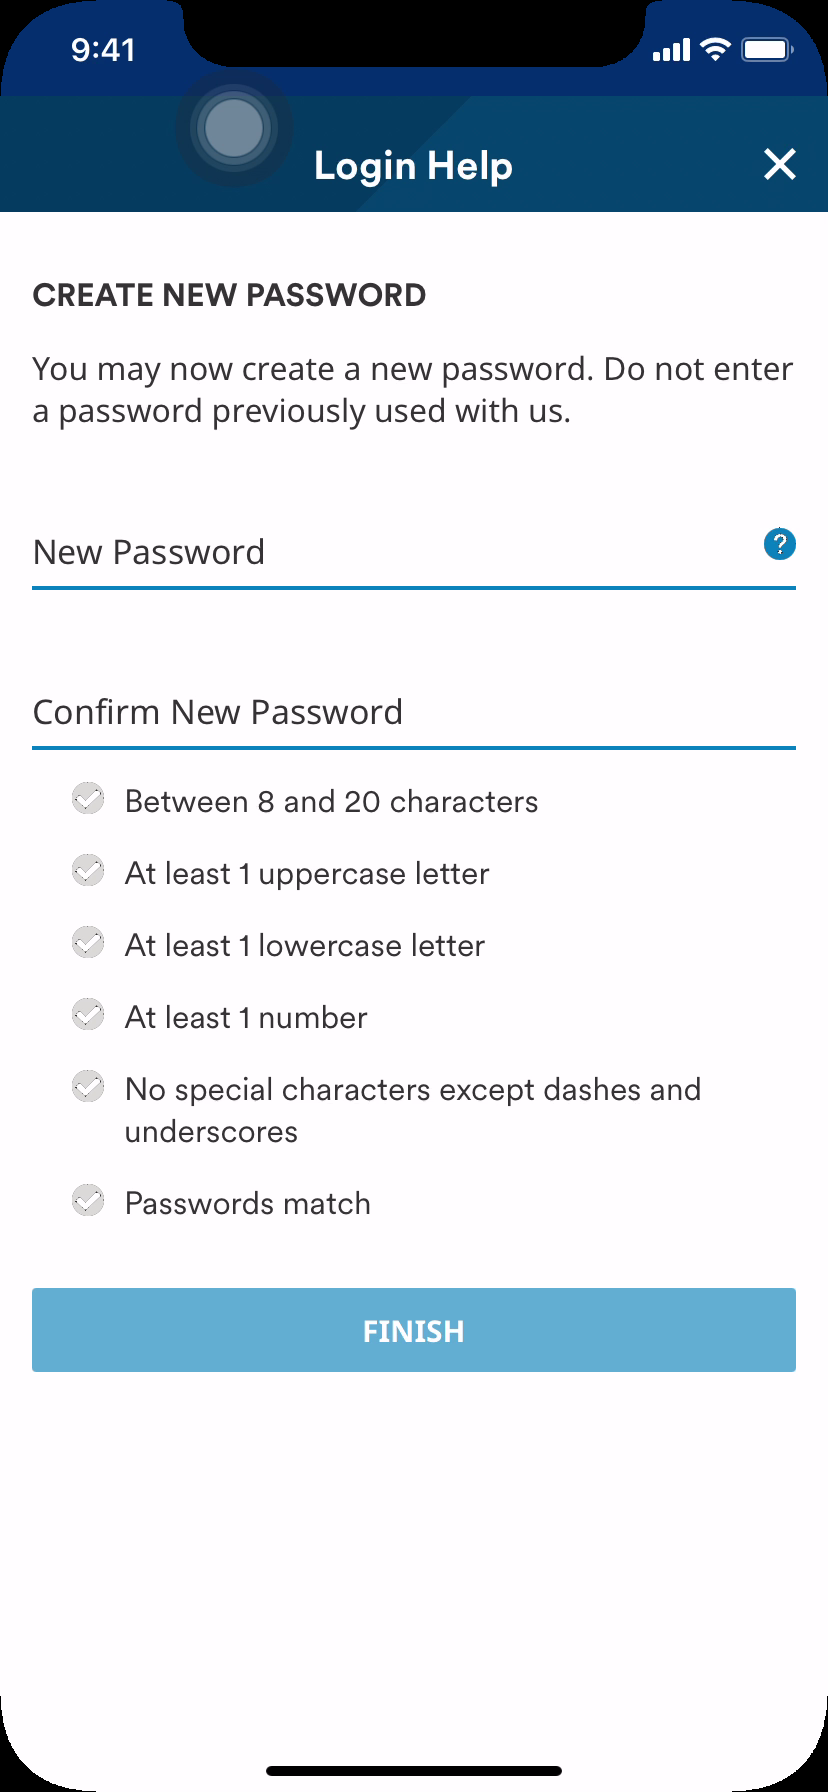 9:41
Login Help
CREATE NEW PASSWORD
You may now create a new password. Do not enter
a password previously used with us.
New Password
?
Confirm New Password
Between 8 and 20 characters
At least 1 uppercase letter
At least 1 lowercase letter
At least 1 number
No special characters except dashes and
underscores
Passwords match
FINISH